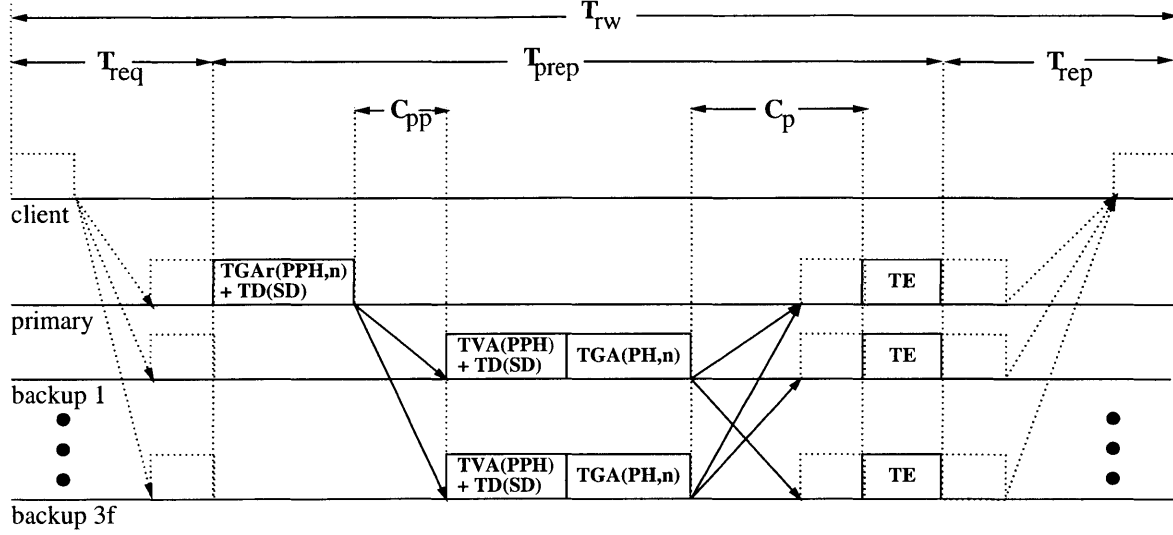 T_rw
T_req T_prep T_rep
C_pp̅ C_p
client
TGAr(PPH,n)
+ TD(SD)
TE
primary
TVA(PPH)
+ TD(SD)
TGA(PH,n)
TE
backup 1
TVA(PPH)
+ TD(SD)
TGA(PH,n)
TE
backup 3f